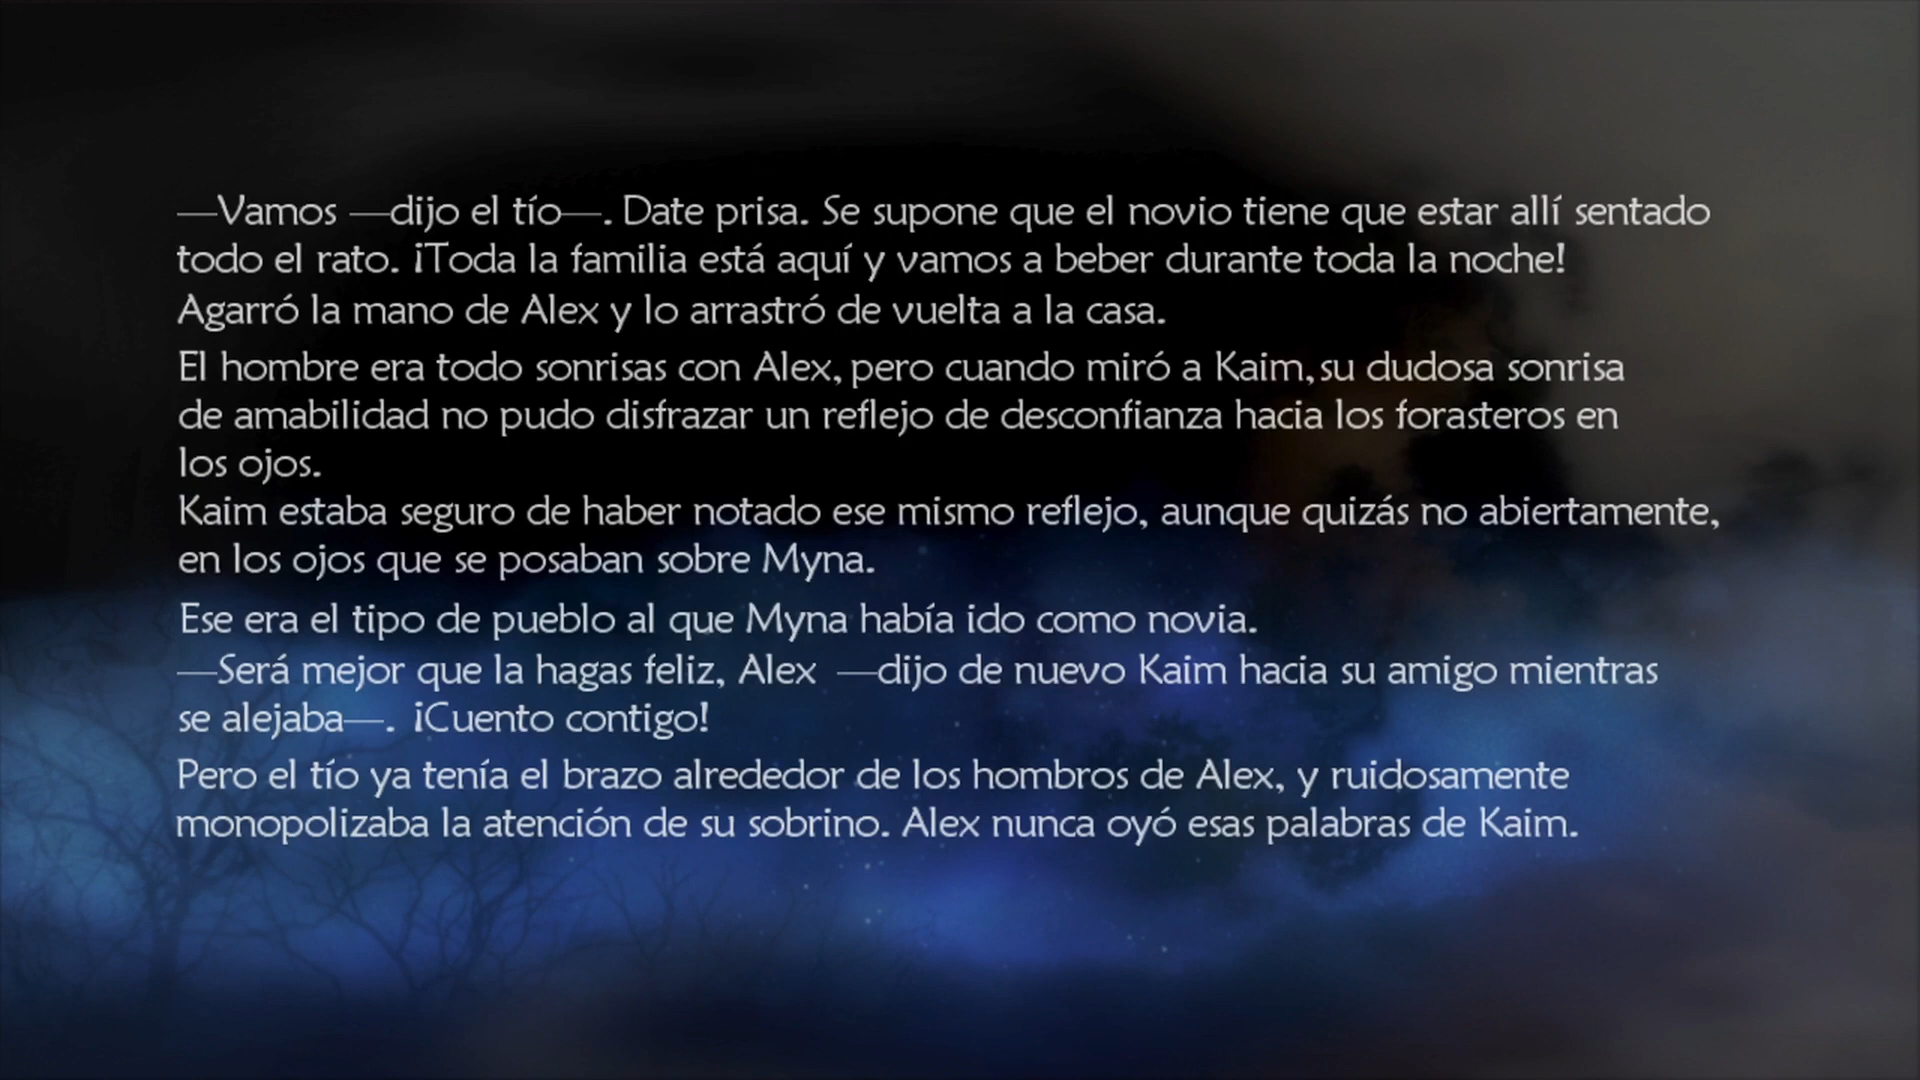 —Vamos —dijo el tío—. Date prisa. Se supone que el novio tiene que estar allí sentado
todo el rato. ¡Toda la familia está aquí y vamos a beber durante toda la noche!
Agarró la mano de Alex y lo arrastró de vuelta a la casa.
El hombre era todo sonrisas con Alex, pero cuando miró a Kaim, su dudosa sonrisa
de amabilidad no pudo disfrazar un reflejo de desconfianza hacia los forasteros en
los ojos.
Kaim estaba seguro de haber notado ese mismo reflejo, aunque quizás no abiertamente,
en los ojos que se posaban sobre Myna.
Ese era el tipo de pueblo al que Myna había ido como novia.
—Será mejor que la hagas feliz, Alex —dijo de nuevo Kaim hacia su amigo mientras
se alejaba—. ¡Cuento contigo!
Pero el tío ya tenía el brazo alrededor de los hombros de Alex, y ruidosamente
monopolizaba la atención de su sobrino. Alex nunca oyó esas palabras de Kaim.